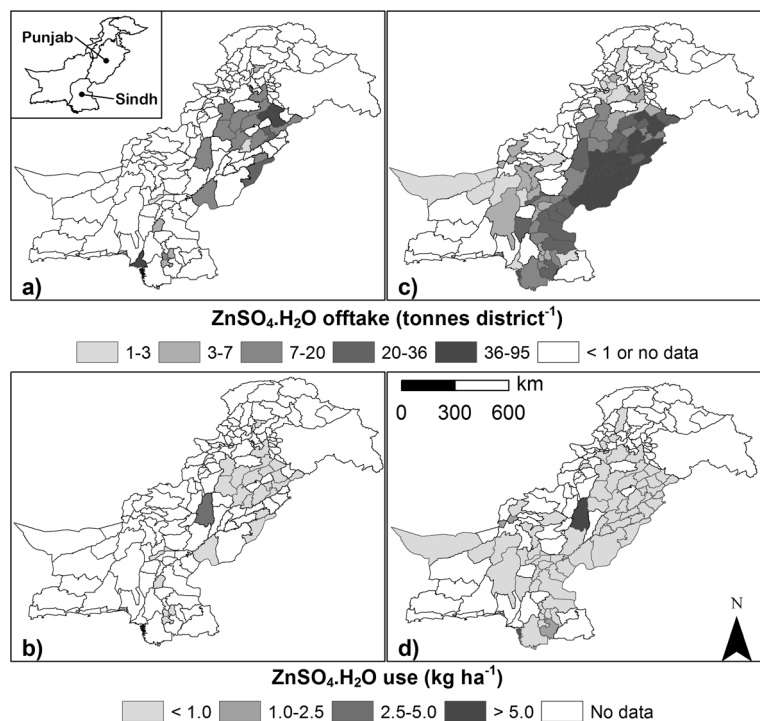 Punjab
Sindh
a)
c)
ZnSO₄.H₂O offtake (tonnes district⁻¹)
1-3 3-7 7-20 20-36 36-95 < 1 or no data
km
0 300 600
b)
d)
N
ZnSO₄.H₂O use (kg ha⁻¹)
< 1.0 1.0-2.5 2.5-5.0 > 5.0 No data